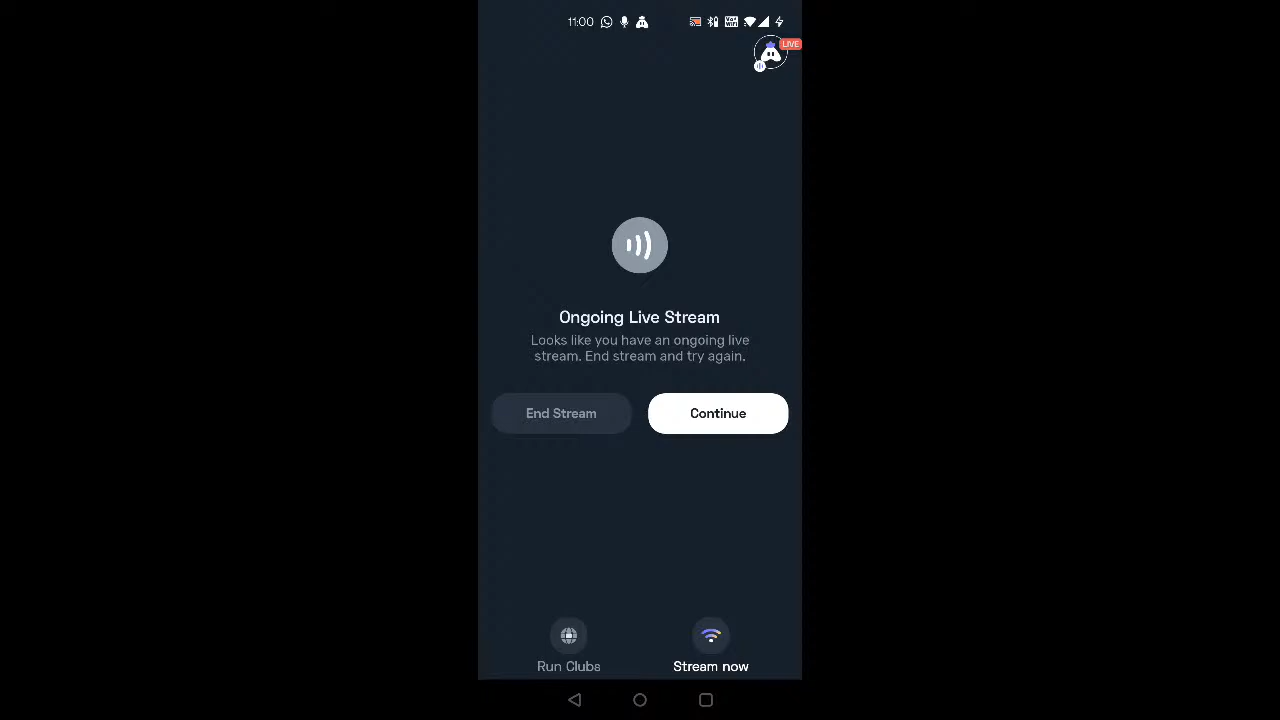 11:00
LIVE
Ongoing Live Stream
Looks like you have an ongoing live
stream. End stream and try again.
End Stream Continue
Run Clubs Stream now